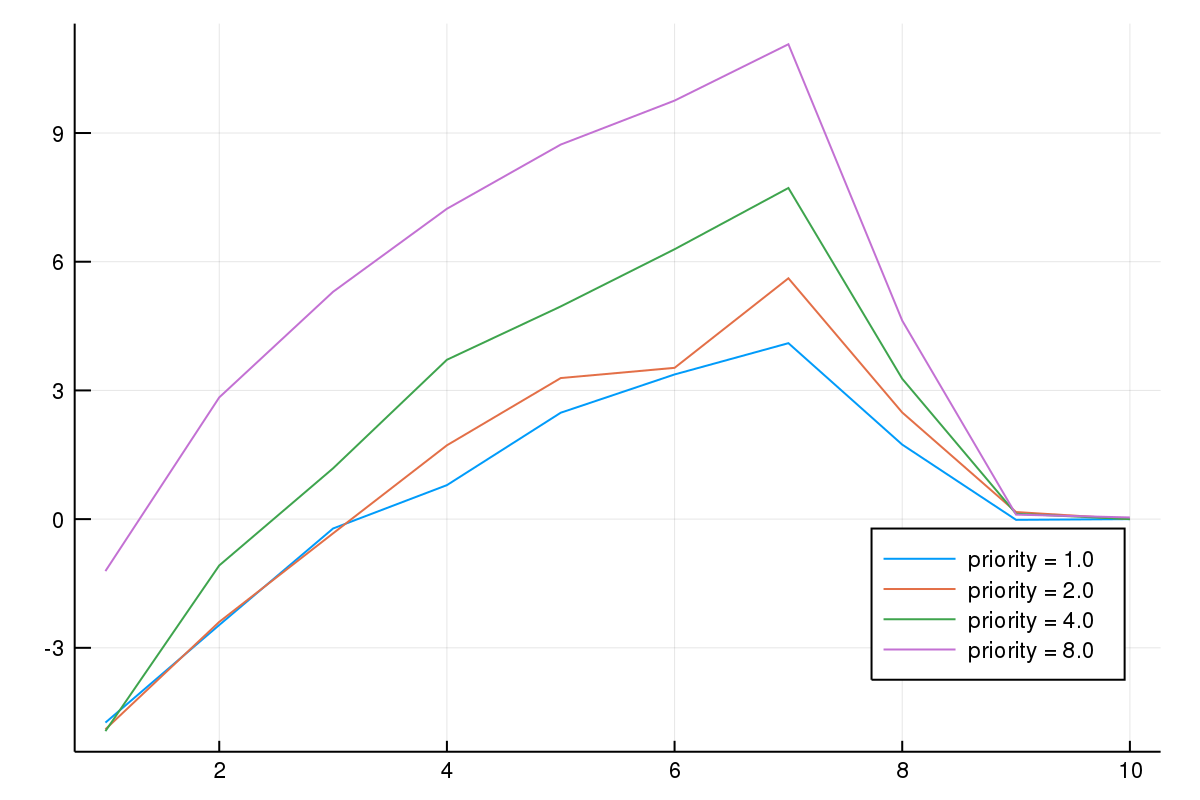 9
6
3
0
-3
2
4
6
8
10
priority = 1.0
priority = 2.0
priority = 4.0
priority = 8.0